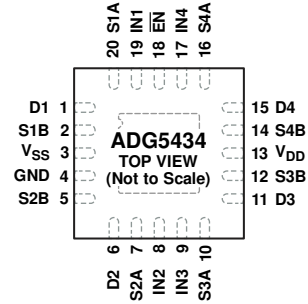 20 S1A
19 IN1
18 EN
17 IN4
16 S4A
D1 1
S1B 2
VSS 3
GND 4
S2B 5
ADG5434
TOP VIEW
(Not to Scale)
15 D4
14 S4B
13 VDD
12 S3B
11 D3
D2 6
S2A 7
IN2 8
IN3 9
S3A 10